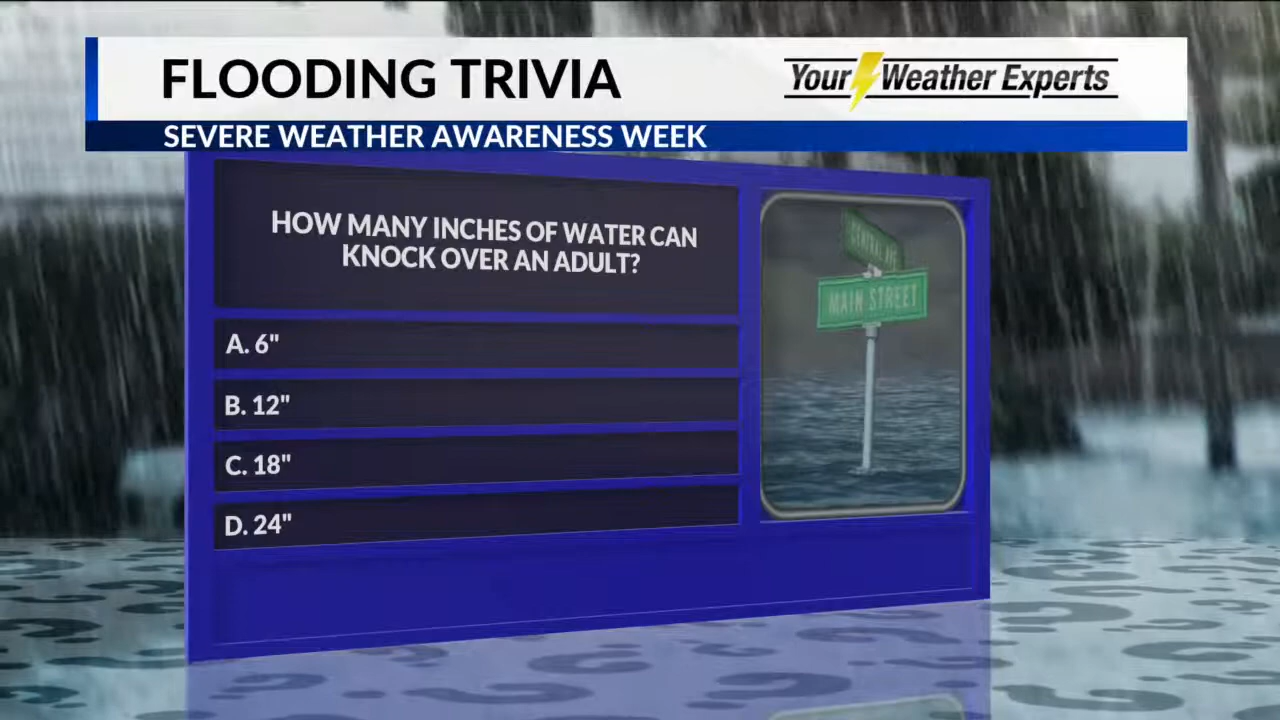 FLOODING TRIVIA
Your Weather Experts
SEVERE WEATHER AWARENESS WEEK
HOW MANY INCHES OF WATER CAN
KNOCK OVER AN ADULT?
A. 6"
B. 12"
C. 18"
D. 24"
MAIN STREET